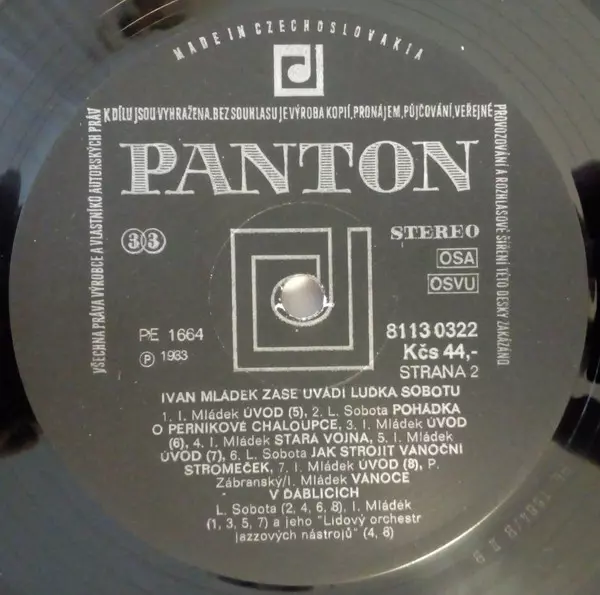 MADE IN CZECHOSLOVAKIA
VŠECHNA PRÁVA VÝROBCE A VLASTNÍKO AUTORSKÝCH PRÁV
K DÍLU JSOU VYHRAŽENA. BEZ SOUHLASU JE VÝROBA KOPIÍ, PRONÁJEM, PŮJČOVÁNÍ, VEŘEJNÉ
PROVOZOVÁNÍ A ROZHLASOVÉ ŠÍŘENÍ TÉTO DESKY ZAKÁZÁNO
PANTON
33
STEREO
OSA
OSVU
PE 1664
Ⓟ 1983
8113 0322
Kčs 44,-
STRANA 2
IVAN MLÁDEK ZASE UVÁDÍ LUĎKA SOBOTU
1. I. Mládek ÚVOD (5), 2. L. Sobota POHÁDKA
O PERNÍKOVÉ CHALOUPCE, 3. I. Mládek ÚVOD
(6), 4. I. Mládek STARÁ VOJNA, 5. I. Mládek
ÚVOD (7), 6. L. Sobota JAK STROJIT VÁNOČNÍ
STROMEČEK, 7. I. Mládek ÚVOD (8), P.
Zábranský/I. Mládek VÁNOCE
V ĎÁBLICÍCH
L. Sobota (2, 4, 6, 8), I. Mládek
(1, 3, 5, 7) a jeho "Lidový orchestr
jazzových nástrojů" (4, 8)